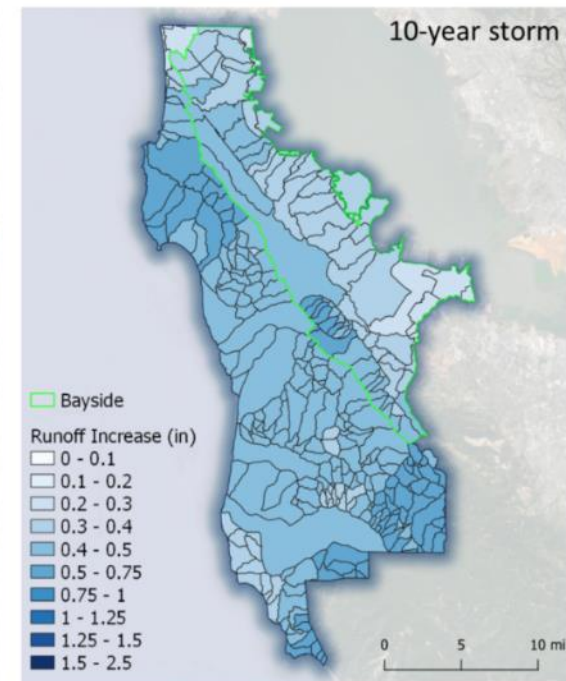 10-year storm
Bayside
Runoff Increase (in)
0 - 0.1
0.1 - 0.2
0.2 - 0.3
0.3 - 0.4
0.4 - 0.5
0.5 - 0.75
0.75 - 1
1 - 1.25
1.25 - 1.5
1.5 - 2.5
0 5 10 mi